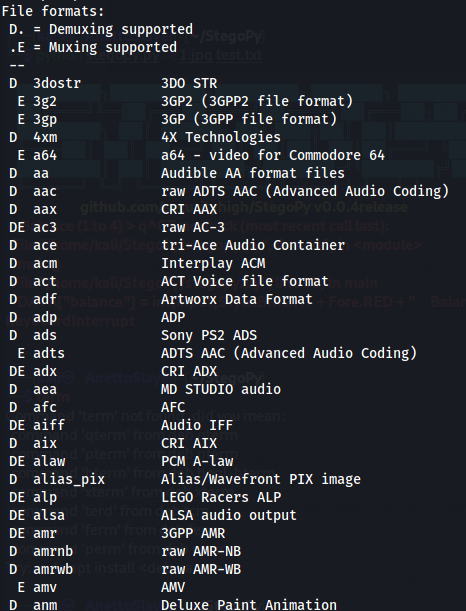 File formats:
 D. = Demuxing supported
 .E = Muxing supported
 --
 D  3dostr          3DO STR
  E 3g2             3GP2 (3GPP2 file format)
  E 3gp             3GP (3GPP file format)
 D  4xm             4X Technologies
  E a64             a64 - video for Commodore 64
 D  aa              Audible AA format files
 D  aac             raw ADTS AAC (Advanced Audio Coding)
 D  aax             CRI AAX
 DE ac3             raw AC-3
 D  ace             tri-Ace Audio Container
 D  acm             Interplay ACM
 D  act             ACT Voice file format
 D  adf             Artworx Data Format
 D  adp             ADP
 D  ads             Sony PS2 ADS
  E adts            ADTS AAC (Advanced Audio Coding)
 DE adx             CRI ADX
 D  aea             MD STUDIO audio
 D  afc             AFC
 DE aiff            Audio IFF
 D  aix             CRI AIX
 DE alaw            PCM A-law
 D  alias_pix       Alias/Wavefront PIX image
 DE alp             LEGO Racers ALP
 DE alsa            ALSA audio output
 DE amr             3GPP AMR
 D  amrnb           raw AMR-NB
 D  amrwb           raw AMR-WB
  E amv             AMV
 D  anm             Deluxe Paint Animation